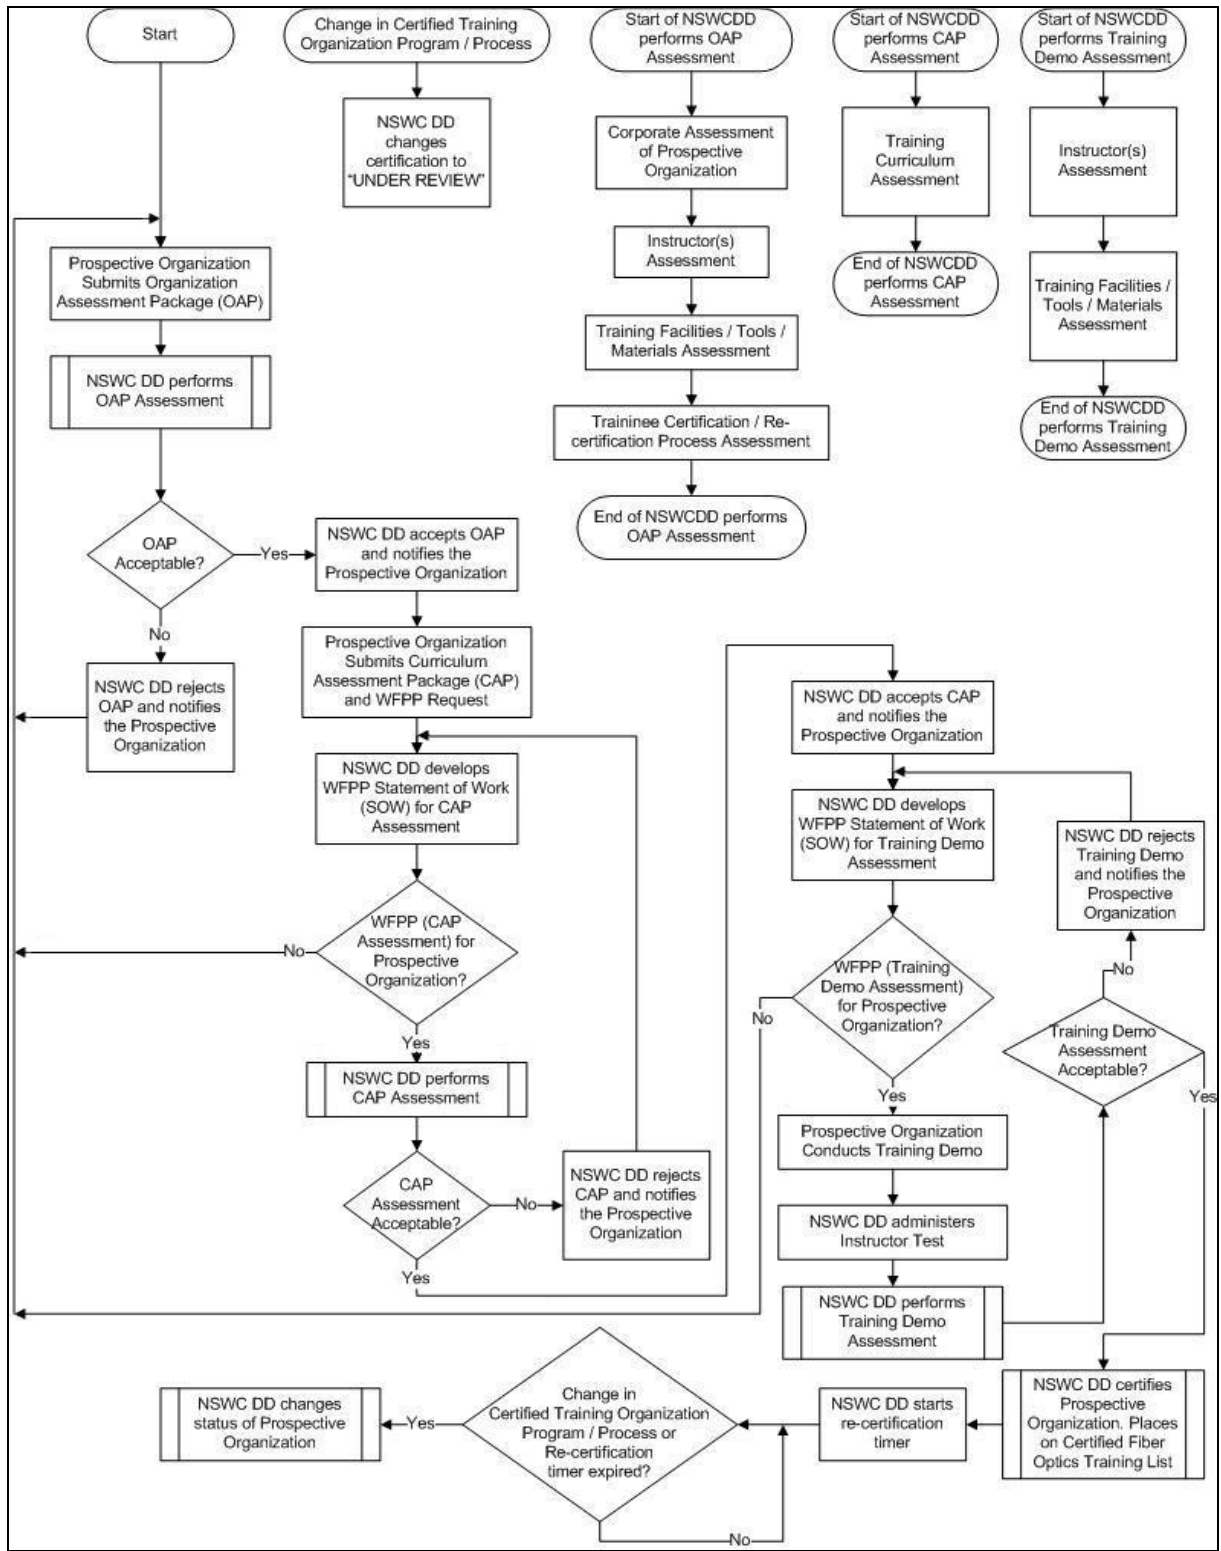 Start
Change in Certified Training
Organization Program / Process
Start of NSWCDD
performs OAP
Assessment
Start of NSWCDD
performs CAP
Assessment
Start of NSWCDD
performs Training
Demo Assessment
NSWC DD
changes
certification to
“UNDER REVIEW”
Corporate Assessment
of Prospective
Organization
Training
Curriculum
Assessment
Instructor(s)
Assessment
Instructor(s)
Assessment
End of NSWCDD
performs CAP
Assessment
Training Facilities /
Tools / Materials
Assessment
Training Facilities / Tools /
Materials Assessment
Traininee Certification / Re-
certification Process Assessment
End of NSWCDD
performs Training
Demo Assessment
End of NSWCDD performs
OAP Assessment
Prospective Organization
Submits Organization
Assessment Package (OAP)
NSWC DD performs
OAP Assessment
OAP
Acceptable?
Yes
No
NSWC DD rejects
OAP and notifies
the Prospective
Organization
NSWC DD accepts OAP
and notifies the
Prospective Organization
Prospective Organization
Submits Curriculum
Assessment Package (CAP)
and WFPP Request
NSWC DD develops
WFPP Statement of Work
(SOW) for CAP
Assessment
WFPP (CAP
Assessment) for
Prospective
Organization?
No
Yes
NSWC DD performs
CAP Assessment
CAP
Assessment
Acceptable?
No
Yes
NSWC DD rejects
CAP and notifies
the Prospective
Organization
NSWC DD accepts CAP
and notifies the
Prospective Organization
NSWC DD develops
WFPP Statement of Work
(SOW) for Training Demo
Assessment
WFPP (Training
Demo Assessment)
for Prospective
Organization?
No
Yes
Prospective Organization
Conducts Training Demo
NSWC DD administers
Instructor Test
NSWC DD performs
Training Demo
Assessment
NSWC DD rejects
Training Demo
and notifies the
Prospective
Organization
No
Training Demo
Assessment
Acceptable?
Yes
NSWC DD certifies
Prospective
Organization. Places
on Certified Fiber
Optics Training List
NSWC DD starts
re-certification
timer
Change in
Certified Training Organization
Program / Process or
Re-certification
timer expired?
Yes
No
NSWC DD changes
status of Prospective
Organization